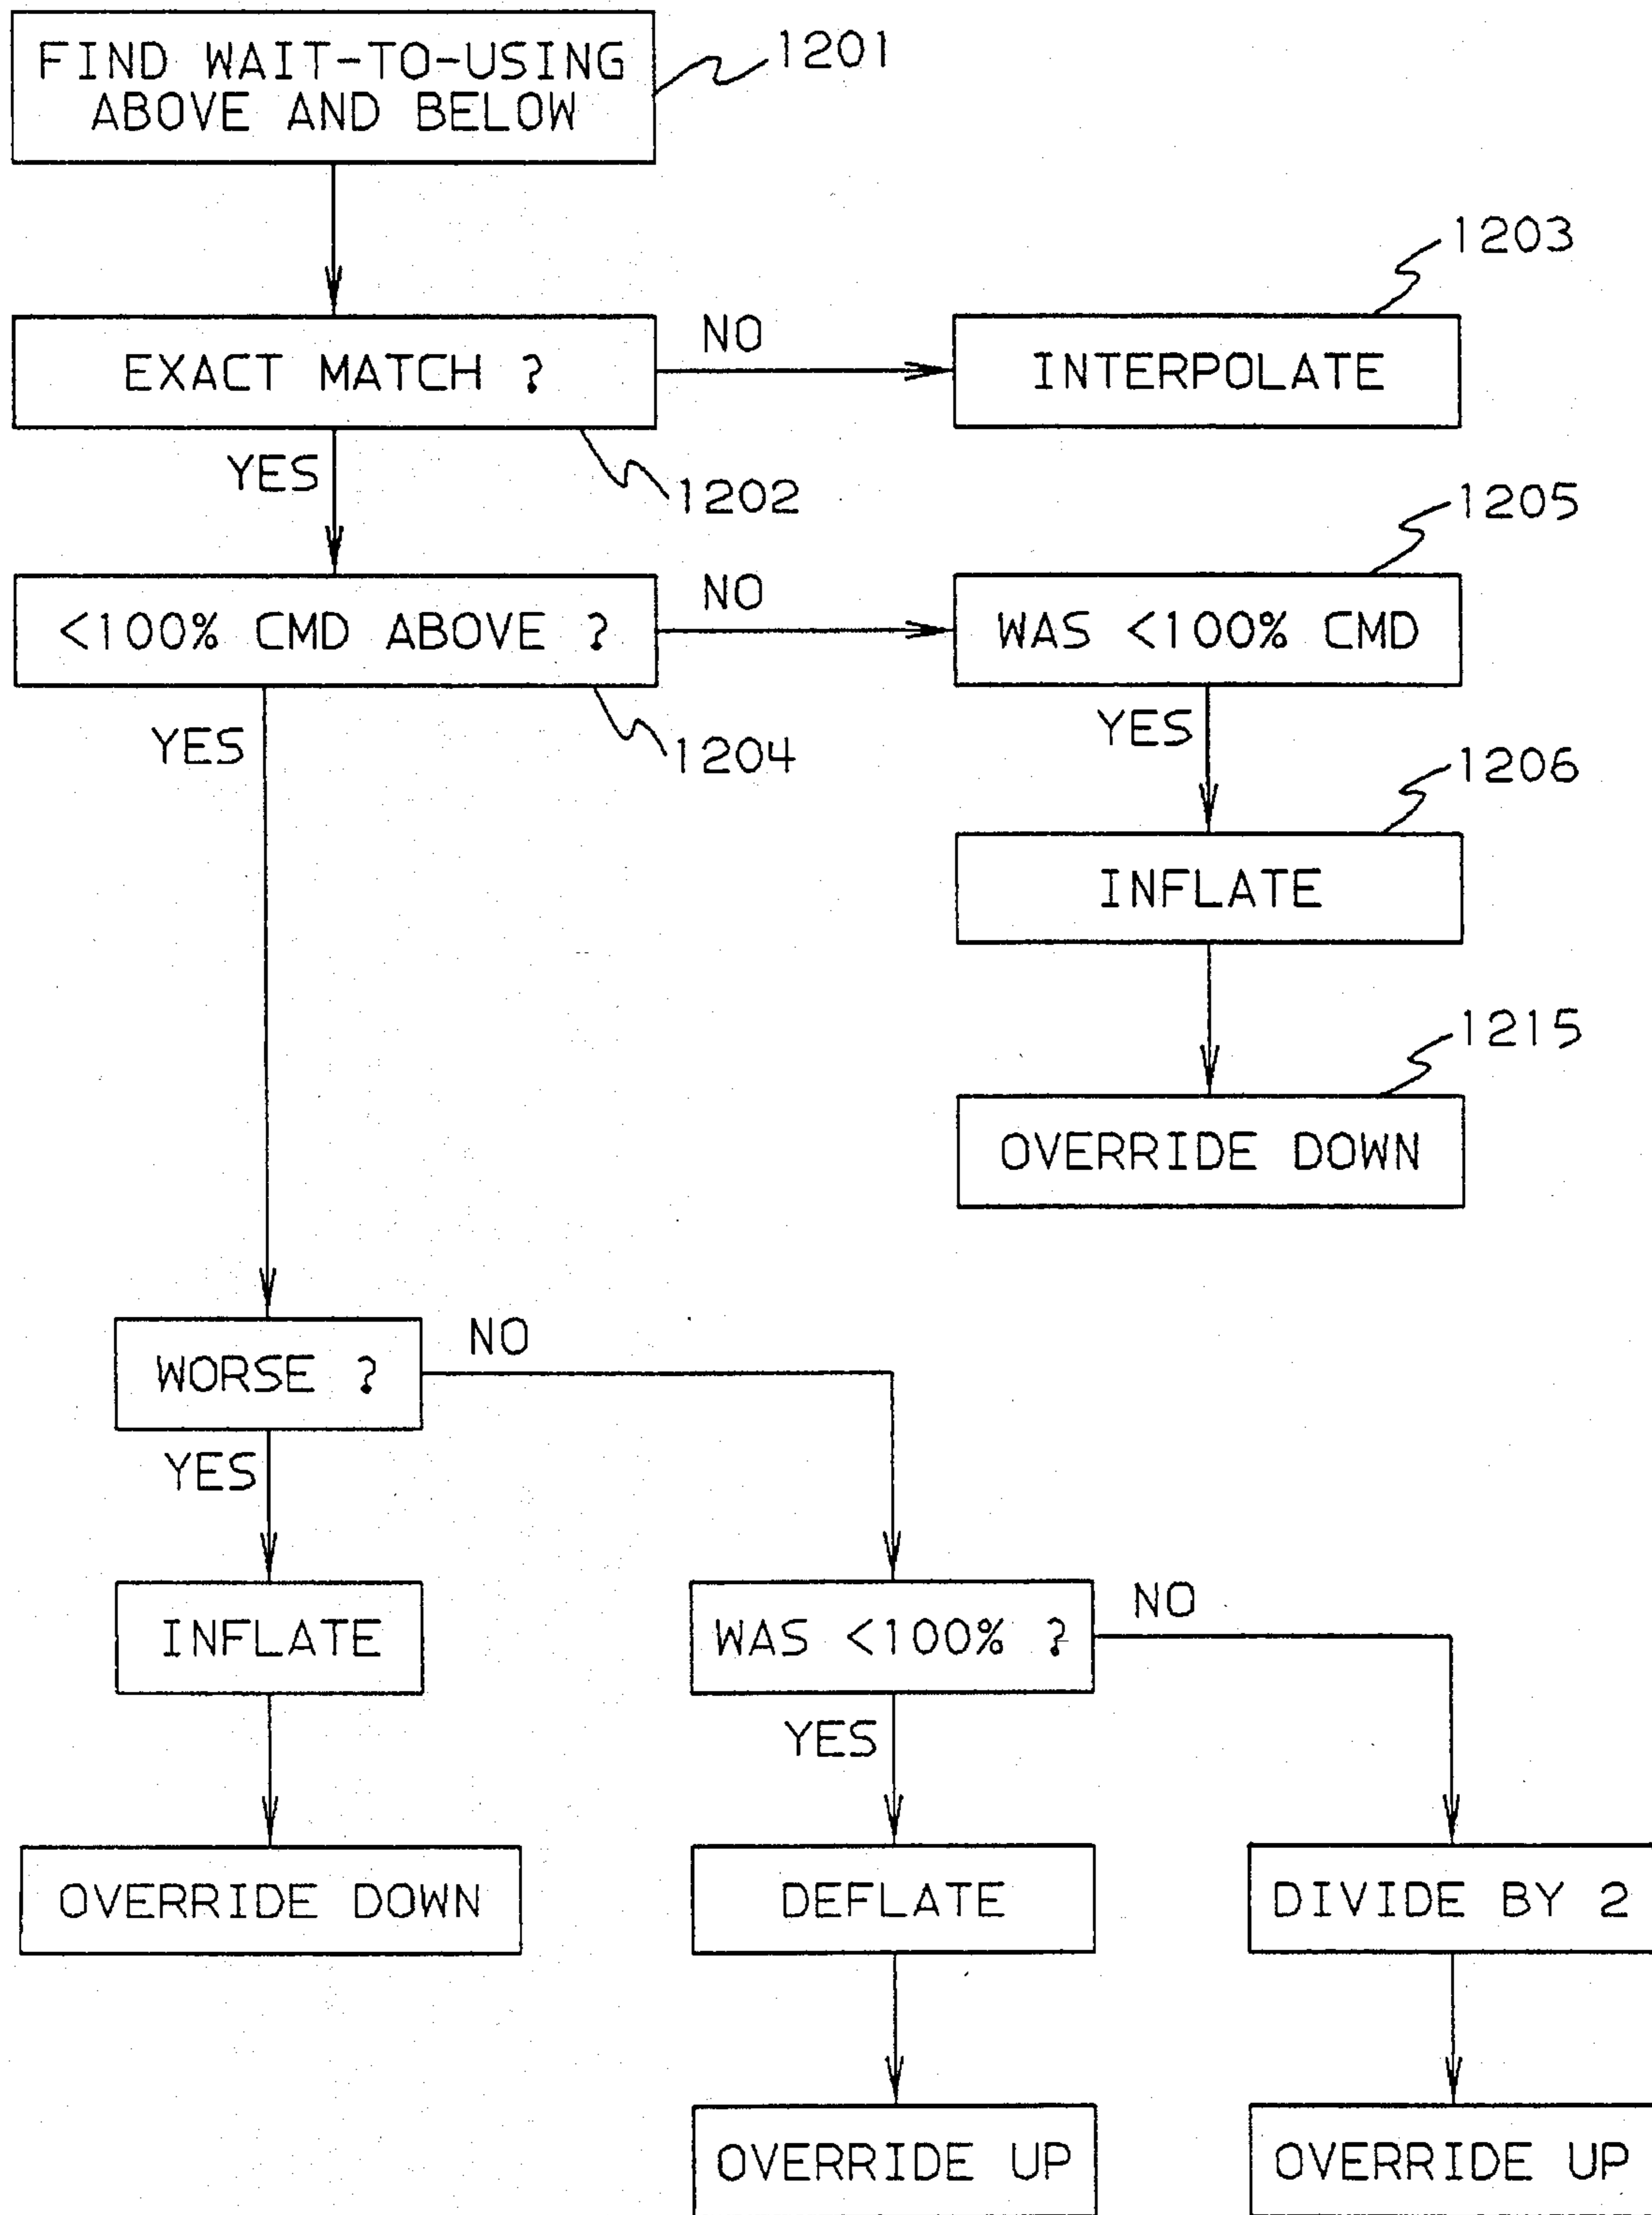 FIND WAIT-TO-USING
ABOVE AND BELOW
1201
1203
EXACT MATCH ?
NO
INTERPOLATE
YES
1202
1205
<100% CMD ABOVE ?
NO
WAS <100% CMD
YES
1204
YES
1206
INFLATE
1215
OVERRIDE DOWN
WORSE ?
NO
YES
INFLATE
WAS <100% ?
NO
YES
OVERRIDE DOWN
DEFLATE
DIVIDE BY 2
OVERRIDE UP
OVERRIDE UP